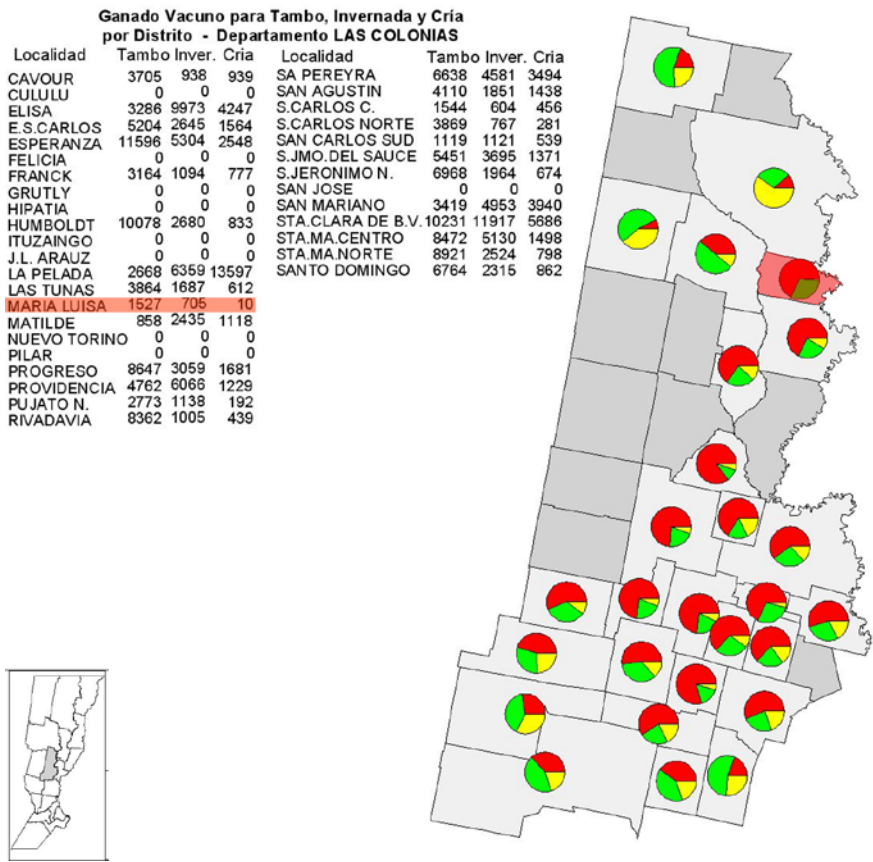 Ganado Vacuno para Tambo, Invernada y Cría
por Distrito - Departamento LAS COLONIAS
Localidad Tambo Inver. Cria
CAVOUR 3705 938 939
CULULU 0 0 0
ELISA 3286 9973 4247
E.S.CARLOS 5204 2645 1564
ESPERANZA 11596 5304 2548
FELICIA 0 0 0
FRANCK 3164 1094 777
GRUTLY 0 0 0
HIPATIA 0 0 0
HUMBOLDT 10078 2680 833
ITUZAINGO 0 0 0
J.L. ARAUZ 0 0 0
LA PELADA 2668 6359 13597
LAS TUNAS 3864 1687 612
MARIA LUISA 1527 705 10
MATILDE 858 2435 1118
NUEVO TORINO 0 0 0
PILAR 0 0 0
PROGRESO 8647 3059 1681
PROVIDENCIA 4762 6066 1229
PUJATO N. 2773 1138 192
RIVADAVIA 8362 1005 439
Localidad Tambo Inver. Cria
SA PEREYRA 6638 4581 3494
SAN AGUSTIN 4110 1851 1438
S.CARLOS C. 1544 604 456
S.CARLOS NORTE 3869 767 281
SAN CARLOS SUD 1119 1121 539
S.JMO.DEL SAUCE 5451 3695 1371
S.JERONIMO N. 6968 1964 674
SAN JOSE 0 0 0
SAN MARIANO 3419 4953 3940
STA.CLARA DE B.V. 10231 11917 5686
STA.MA.CENTRO 8472 5130 1498
STA.MA.NORTE 8921 2524 798
SANTO DOMINGO 6764 2315 862